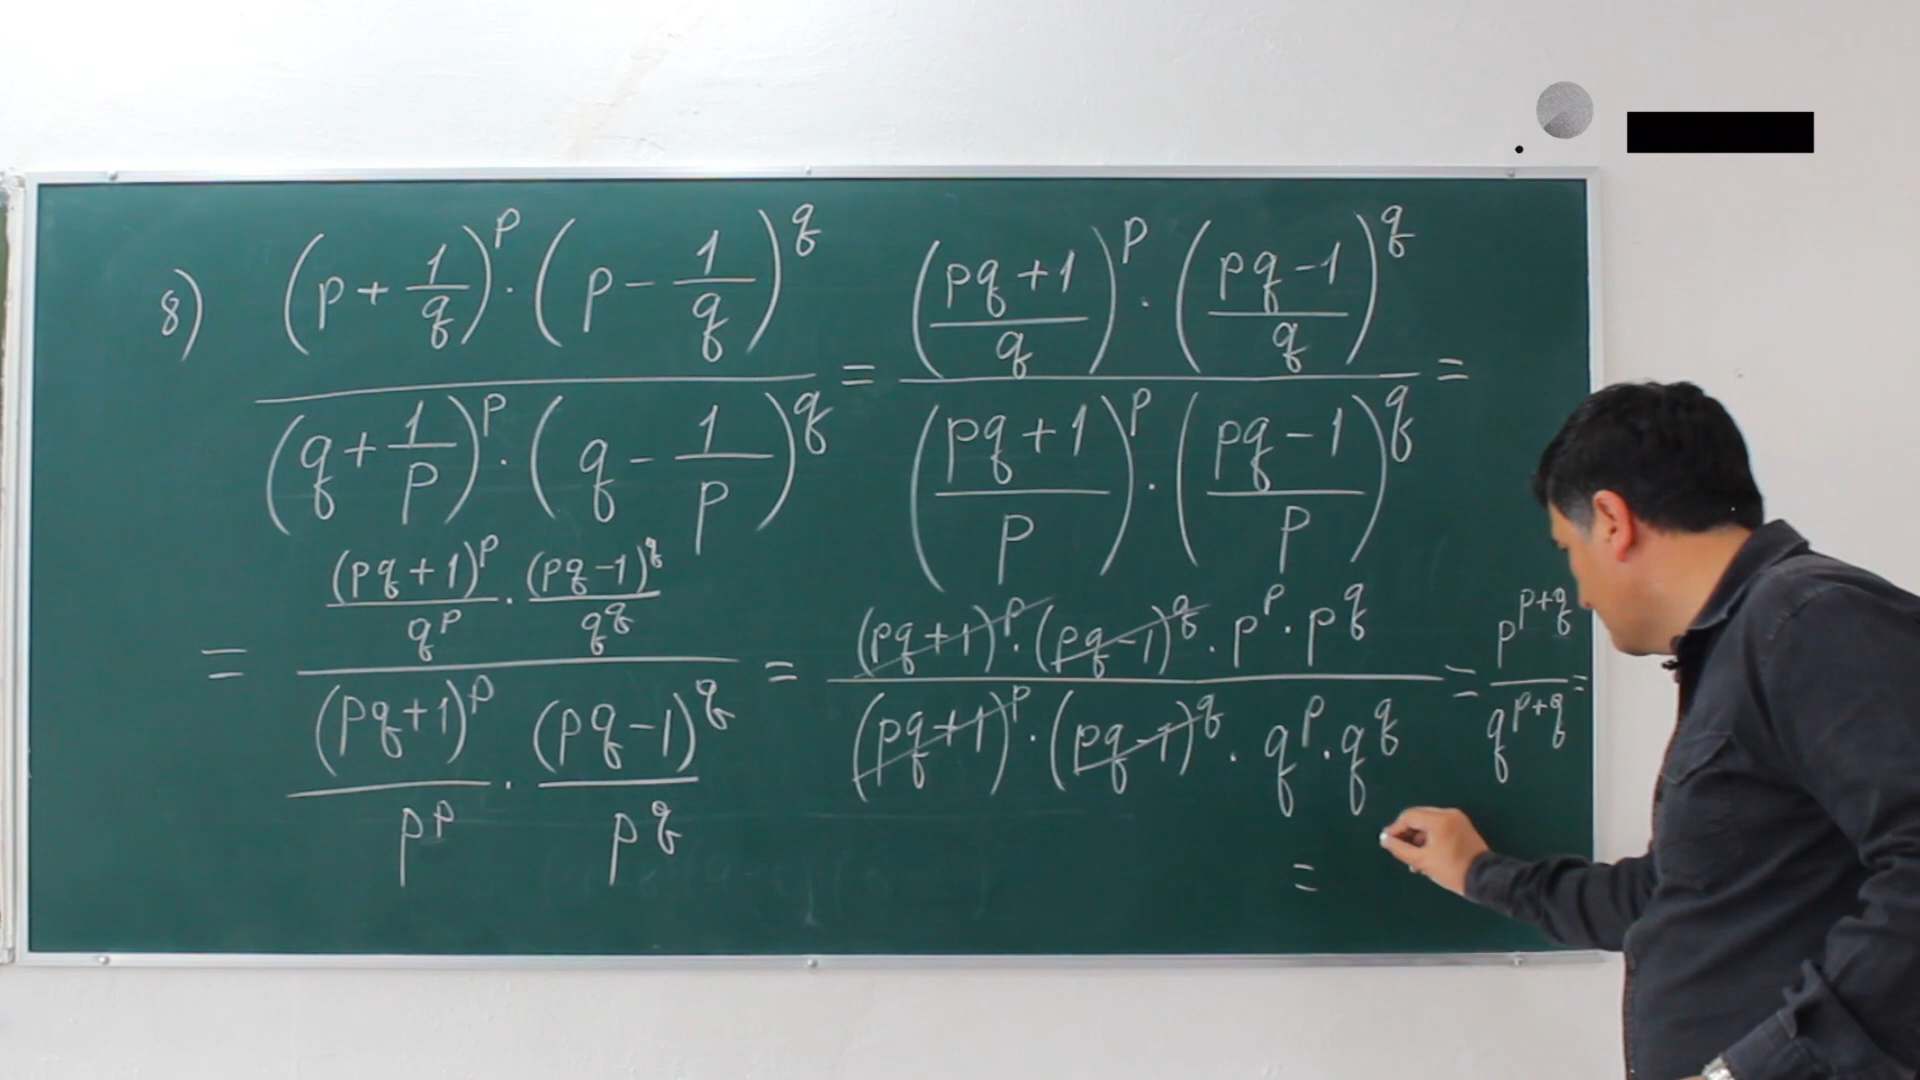 8) (p + 1/q)^p · (p - 1/q)^q / (q + 1/p)^p · (q - 1/p)^q = ((pq+1)/q)^p · ((pq-1)/q)^q / ((pq+1)/p)^p · ((pq-1)/p)^q =
= (pq+1)^p/q^p · (pq-1)^q/q^q / (pq+1)^p/p^p · (pq-1)^q/p^q = (pq+1)^p · (pq-1)^q · p^p · p^q / (pq+1)^p · (pq-1)^q · q^p · q^q = p^(p+q) / q^(p+q) =
=